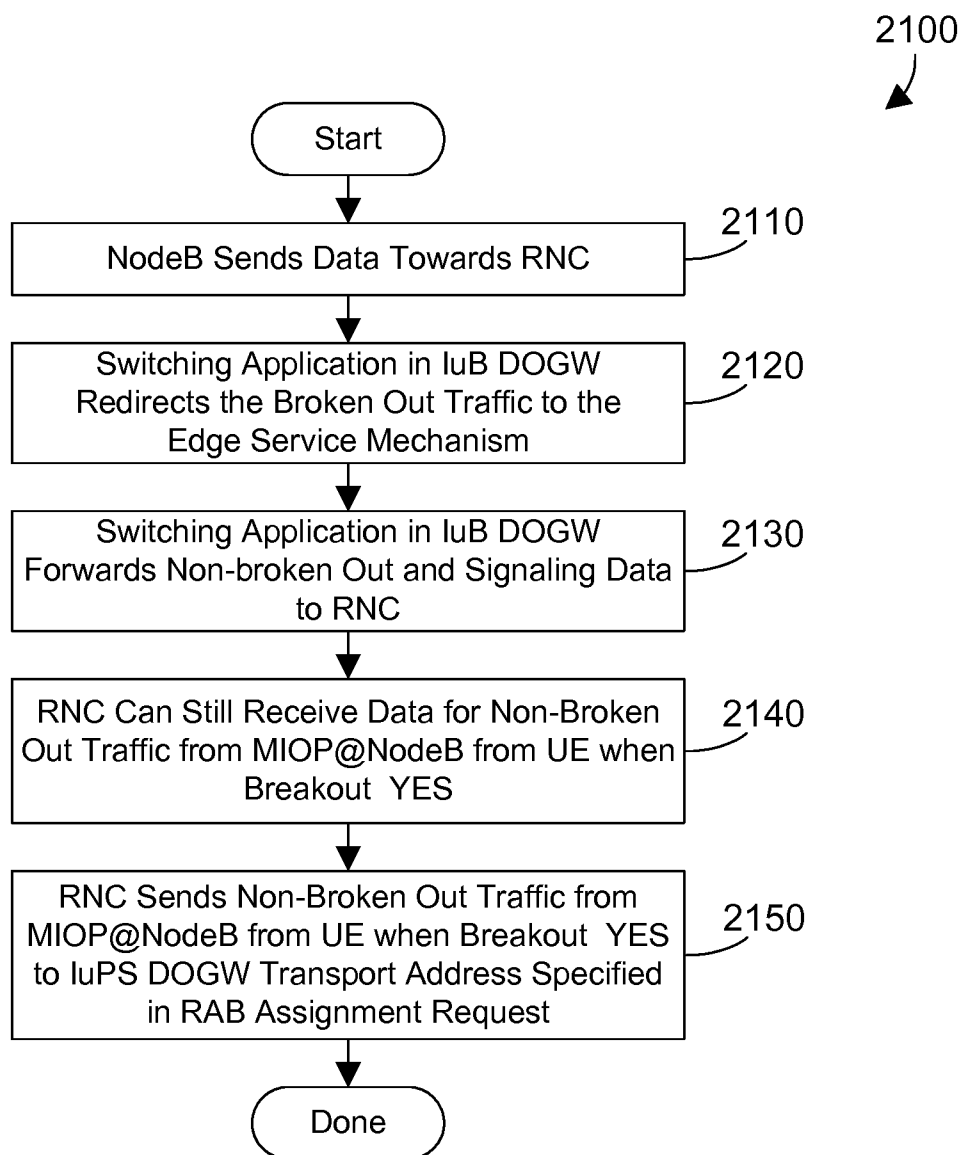 2100
Start
NodeB Sends Data Towards RNC
2110
Switching Application in IuB DOGW
Redirects the Broken Out Traffic to the
Edge Service Mechanism
2120
Switching Application in IuB DOGW
Forwards Non-broken Out and Signaling Data
to RNC
2130
RNC Can Still Receive Data for Non-Broken
Out Traffic from MIOP@NodeB from UE when
Breakout YES
2140
RNC Sends Non-Broken Out Traffic from
MIOP@NodeB from UE when Breakout YES
to IuPS DOGW Transport Address Specified
in RAB Assignment Request
2150
Done